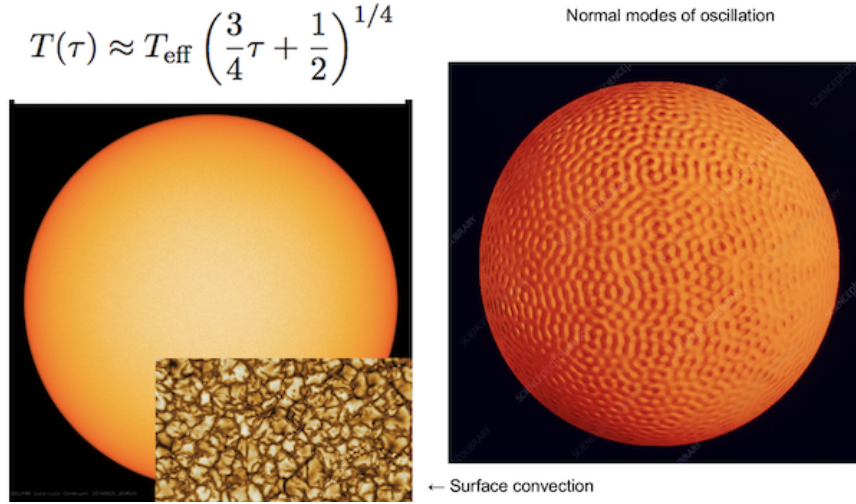 T(τ) ≈ T_eff (3/4 τ + 1/2)^{1/4}
Normal modes of oscillation
← Surface convection